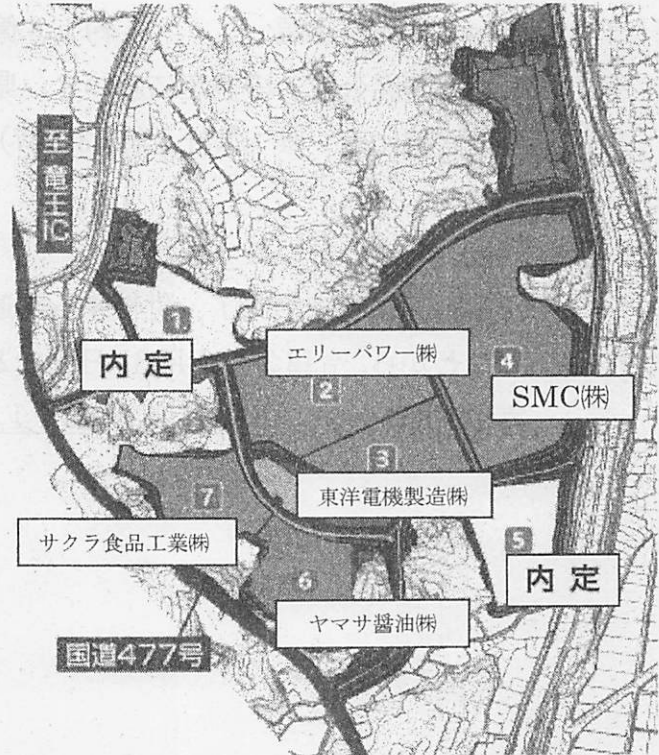 至竜王IC
1
内 定
エリーパワー㈱
2
4
SMC㈱
3
東洋電機製造㈱
7
サクラ食品工業㈱
5
内 定
6
ヤマサ醤油㈱
国道477号